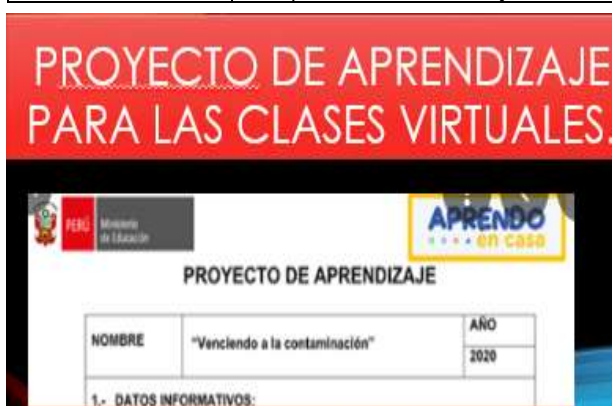 PROYECTO DE APRENDIZAJE
PARA LAS CLASES VIRTUALES.
PERÚ Ministerio
de Educación
APRENDO
en casa
PROYECTO DE APRENDIZAJE
NOMBRE "Venciendo a la contaminación" AÑO
2020
1.- DATOS INFORMATIVOS: